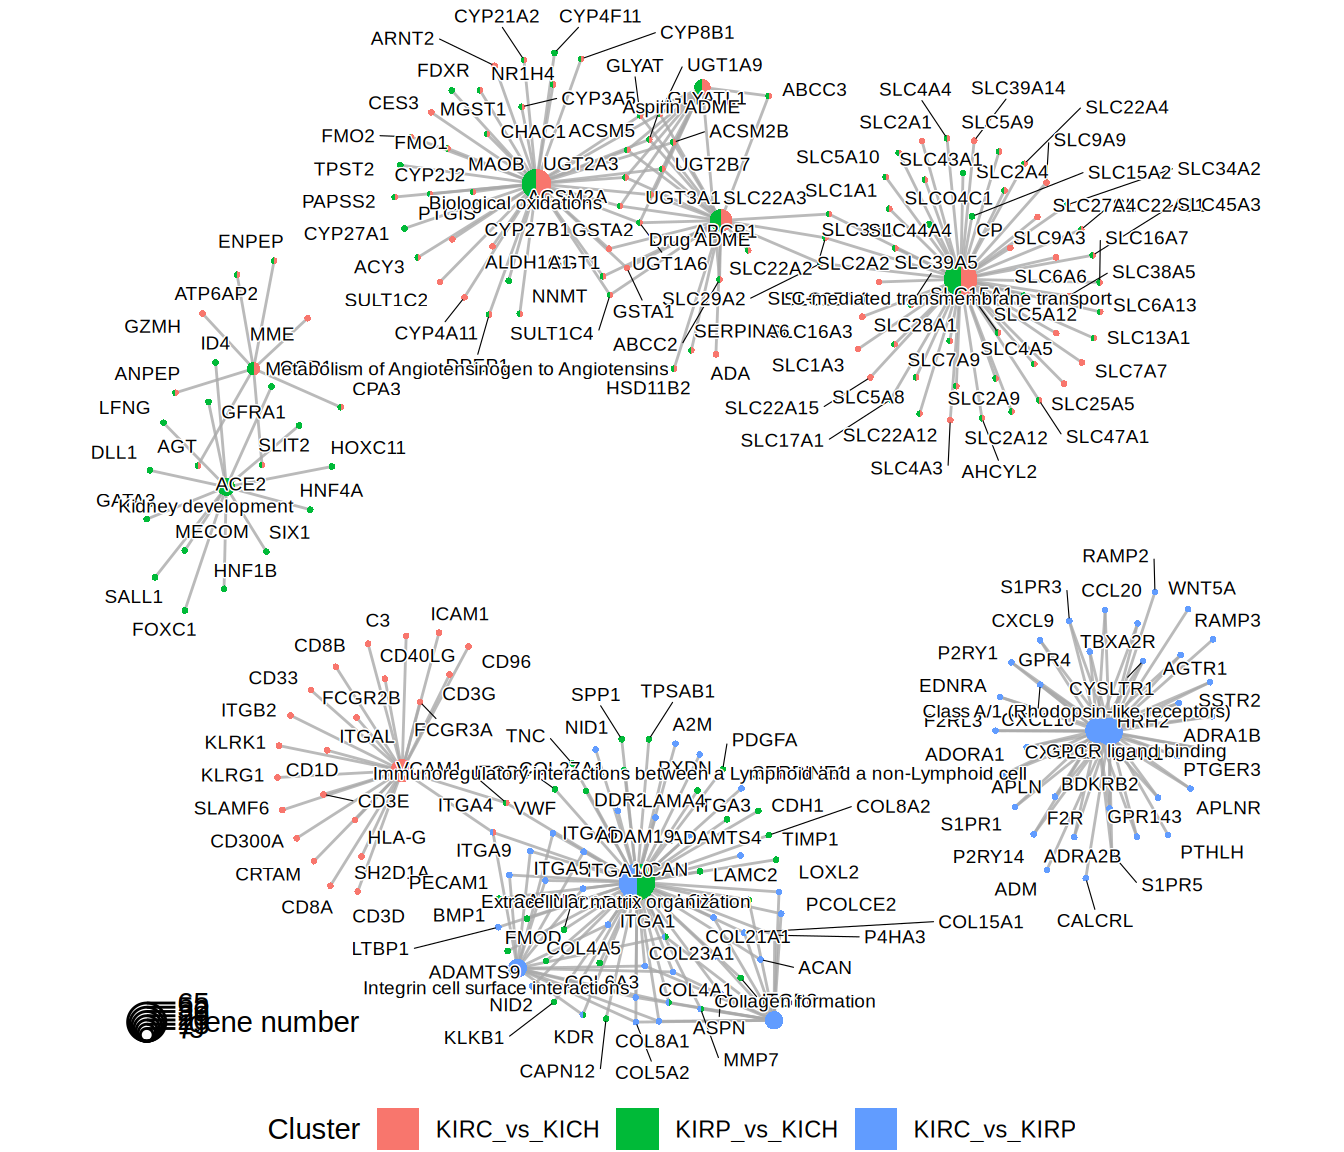 CYP21A2 CYP4F11
ARNT2 CYP8B1
FDXR NR1H4 GLYAT UGT1A9
CES3 MGST1 CYP3A5 GLYATL1 ABCC3
Aspirin ADME
SLC4A4 SLC39A14
SLC22A4
FMO2 FMO1 CHAC1 ACSM5 ACSM2B SLC2A1 SLC5A9
SLC9A9
TPST2 CYP2J2 MAOB UGT2A3 UGT2B7 SLC5A10 SLC43A1 SLC2A4 SLC15A2 SLC34A2
PAPSS2 ACSM2A UGT3A1 SLC22A3 SLC1A1 SLCO4C1 SLC27A4 SLC45A3
Biological oxidations
PTGIS
CYP27A1 CYP27B1 GSTA2 ABCP1 SLC44A4 CP SLC9A3 SLC16A7
Drug ADME
ENPEP
ACY3 ALDH1A1 UGT1A6 SLC22A2 SLC2A2 SLC39A5 SLC6A6 SLC38A5
ATP6AP2 SULT1C2 NNMT GSTA1 SLC29A2 SLC15A1 SLC6A13
-mediated transmembrane transport
GZMH MME CYP4A11 SULT1C4 ABCC2 SERPINA6 SLC16A3 SLC28A1 SLC5A12 SLC13A1
ID4
ANPEP Metabolism of Angiotensinogen to Angiotensins DPEP1
ADA SLC1A3 SLC7A9 SLC4A5 SLC7A7
CPA3 HSD11B2
LFNG GFRA1 SLC22A15 SLC5A8 SLC2A9 SLC25A5
DLL1 AGT SLIT2 HOXC11 SLC17A1 SLC22A12 SLC2A12 SLC47A1
SLC4A3 AHCYL2
ACE2 HNF4A
GATA3
Kidney development
MECOM SIX1
HNF1B
SALL1
FOXC1
RAMP2
S1PR3 CCL20 WNT5A
C3 ICAM1 CXCL9 RAMP3
CD8B CD40LG CD96 P2RY1 GPR4 TBXA2R AGTR1
CD33 FCGR2B CD3G SPP1 TPSAB1 EDNRA CYSLTR1 SSTR2
ITGB2 Class A/1 (Rhodopsin-like receptors)
P2RL3 CXCL10 HRH2
KLRK1 ITGAL FCGR3A TNC NID1 A2M PDGFA ADRA1B
ADORA1 GPCR ligand binding
KLRG1 CD1D VCAM1 COL27A1 PXDN PTGER3
Immunoregulatory interactions between a Lymphoid and a non-Lymphoid cell
APLN BDKRB2
SLAMF6 CD3E ITGA4 VWF DDR2 LAMA4 ITGA3 CDH1 COL8A2 APLNR
CD300A HLA-G ADAM19 ADAMTS4 TIMP1 S1PR1 F2R GPR143
ITGA9 PTHLH
CRTAM SH2D1A ITGA5 ITGA10 LAMC2 LOXL2 P2RY14 ADRA2B
PECAM1 ADM S1PR5
CD8A CD3D BMP1 Extracellular matrix organization PCOLCE2
ITGA1 COL15A1 CALCRL
LTBP1 FMOD COL4A5 COL21A1 P4HA3
COL23A1
ADAMTS9 ACAN
Integrin cell surface interactions COL6A3 COL4A1
Collagen formation
NID2
gene number
KLKB1 KDR COL8A1 ASPN
CAPN12 COL5A2 MMP7
Cluster KIRC_vs_KICH KIRP_vs_KICH KIRC_vs_KIRP